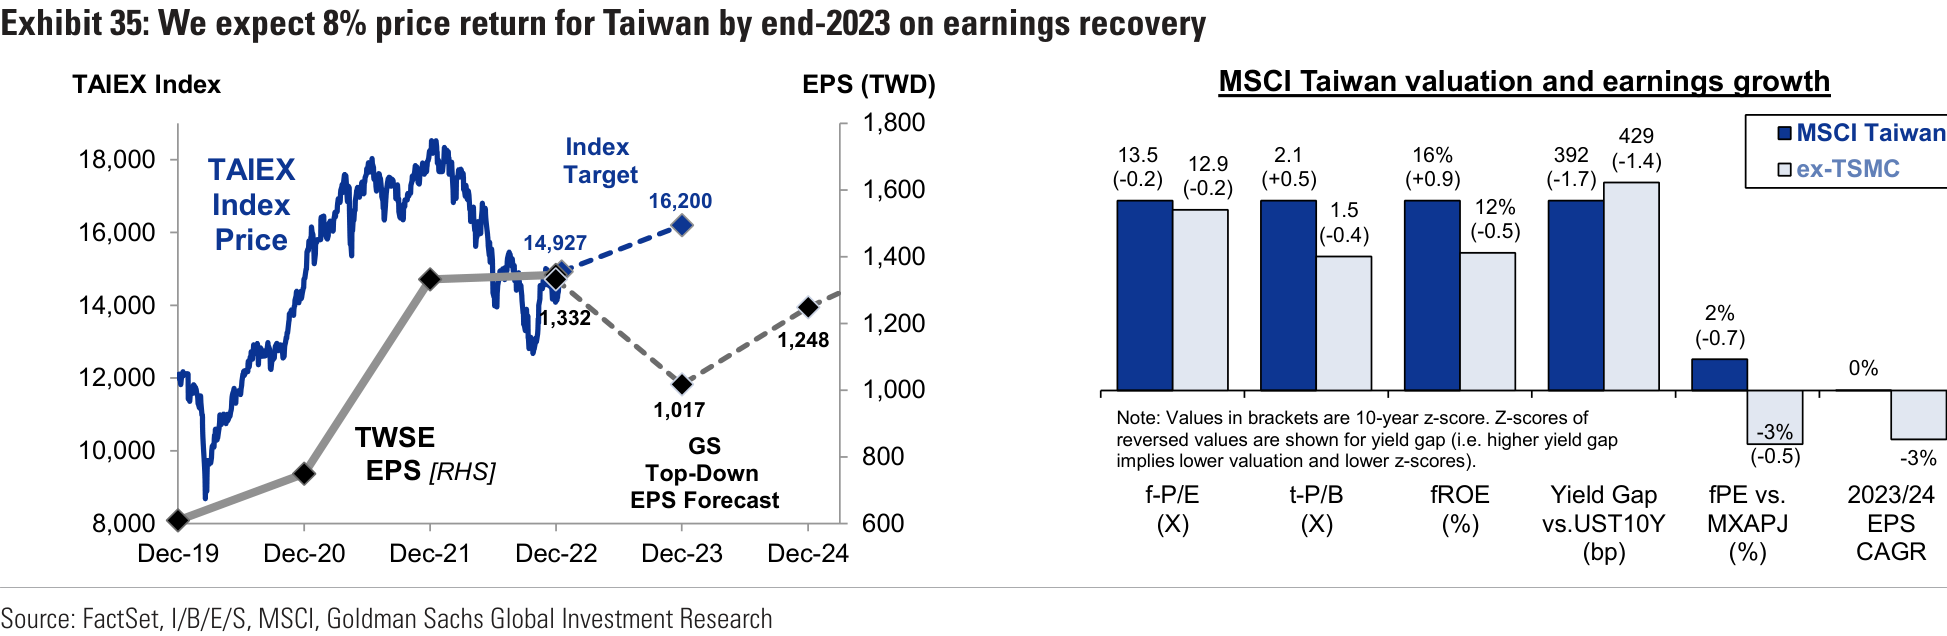 Exhibit 35: We expect 8% price return for Taiwan by end-2023 on earnings recovery
TAIEX Index
EPS (TWD)
18,000
16,000
14,000
12,000
10,000
8,000
1,800
1,600
1,400
1,200
1,000
800
600
TAIEX
Index
Price
Index
Target
16,200
14,927
1,332
1,248
1,017
TWSE
EPS [RHS]
GS
Top-Down
EPS Forecast
Dec-19
Dec-20
Dec-21
Dec-22
Dec-23
Dec-24
MSCI Taiwan valuation and earnings growth
MSCI Taiwan
ex-TSMC
13.5
(-0.2)
12.9
(-0.2)
2.1
(+0.5)
1.5
(-0.4)
16%
(+0.9)
12%
(-0.5)
392
(-1.7)
429
(-1.4)
2%
(-0.7)
-3%
(-0.5)
0%
-3%
Note: Values in brackets are 10-year z-score. Z-scores of
reversed values are shown for yield gap (i.e. higher yield gap
implies lower valuation and lower z-scores).
f-P/E
(X)
t-P/B
(X)
fROE
(%)
Yield Gap
vs.UST10Y
(bp)
fPE vs.
MXAPJ
(%)
2023/24
EPS
CAGR
Source: FactSet, I/B/E/S, MSCI, Goldman Sachs Global Investment Research